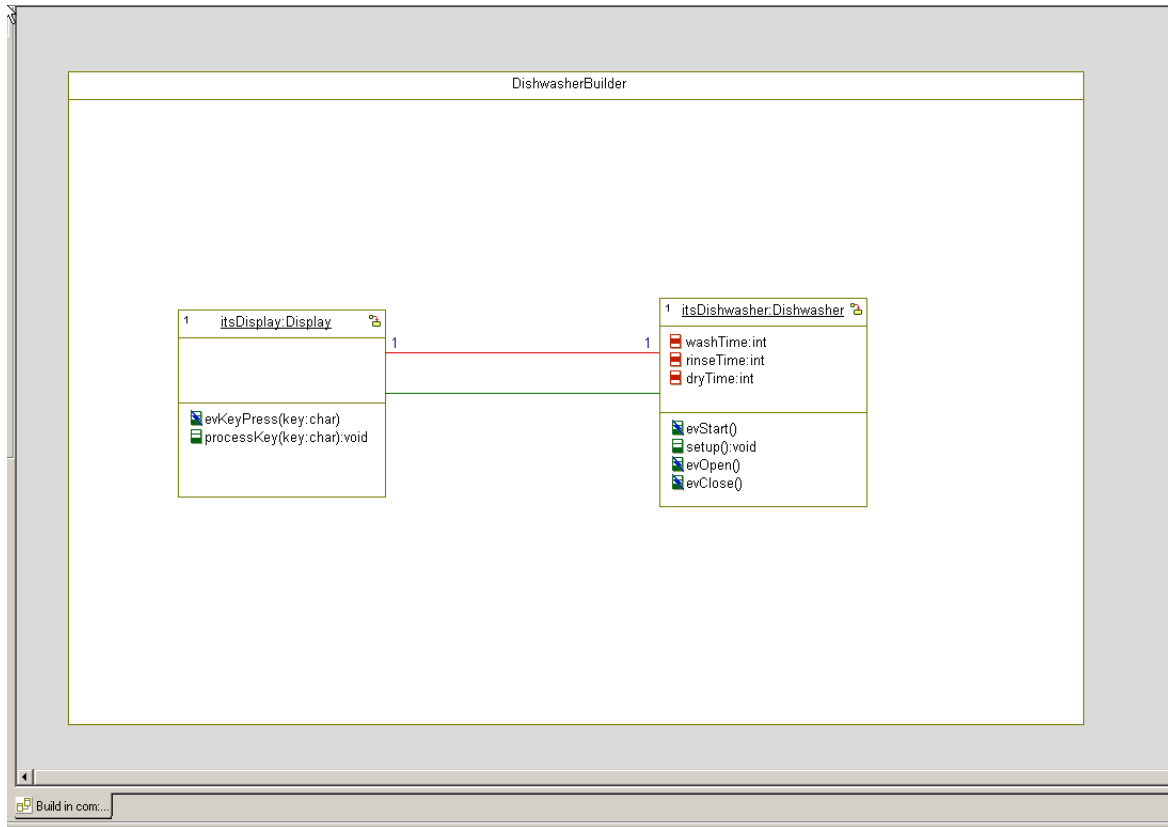 DishwasherBuilder
1 itsDisplay:Display
evKeyPress(key:char)
processKey(key:char):void
1 1
1 itsDishwasher:Dishwasher
washTime:int
rinseTime:int
dryTime:int
evStart()
setup():void
evOpen()
evClose()
Build in com:...